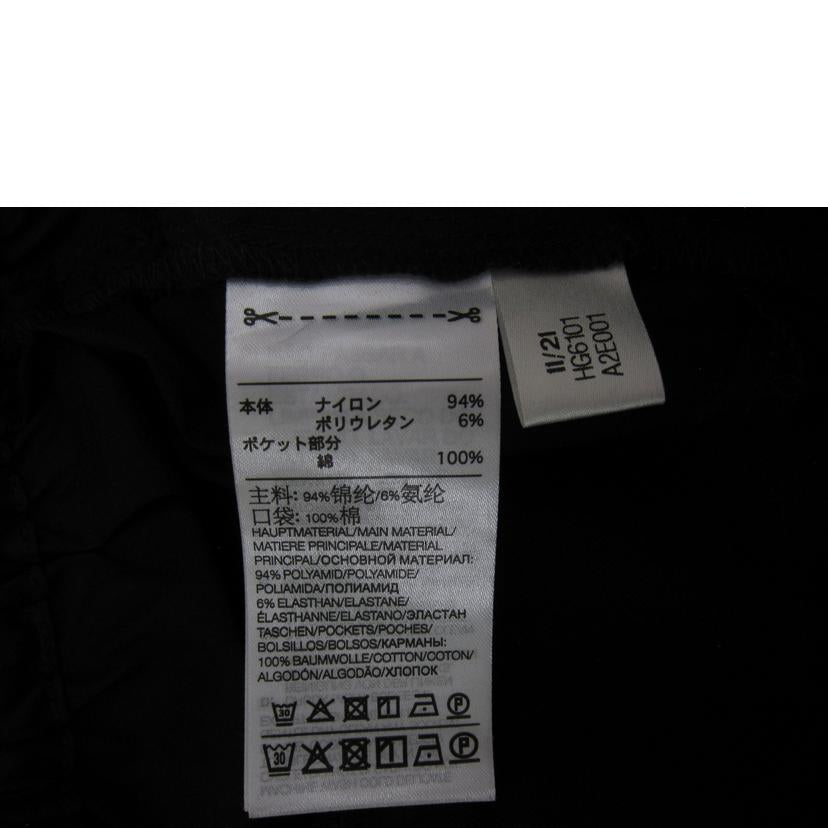 本体 ナイロン 94%
ポリウレタン 6%
ポケット部分
綿 100%
主料: 94%锦纶/6%氨纶
口袋: 100%棉
HAUPTMATERIAL/MAIN MATERIAL/
MATIERE PRINCIPALE/MATERIAL
PRINCIPAL/ОСНОВНОЙ МАТЕРИАЛ:
94% POLYAMID/POLYAMIDE/
POLIAMIDA/ПОЛИАМИД
6% ELASTHAN/ELASTANE/
ÉLASTHANNE/ELASTANO/ЭЛАСТАН
TASCHEN/POCKETS/POCHES/
BOLSILLOS/BOLSOS/КАРМАНЫ:
100% BAUMWOLLE/COTTON/COTON/
ALGODÓN/ALGODÃO/ХЛОПОК
30 P
30 P
11/21
HG6101
A2E001